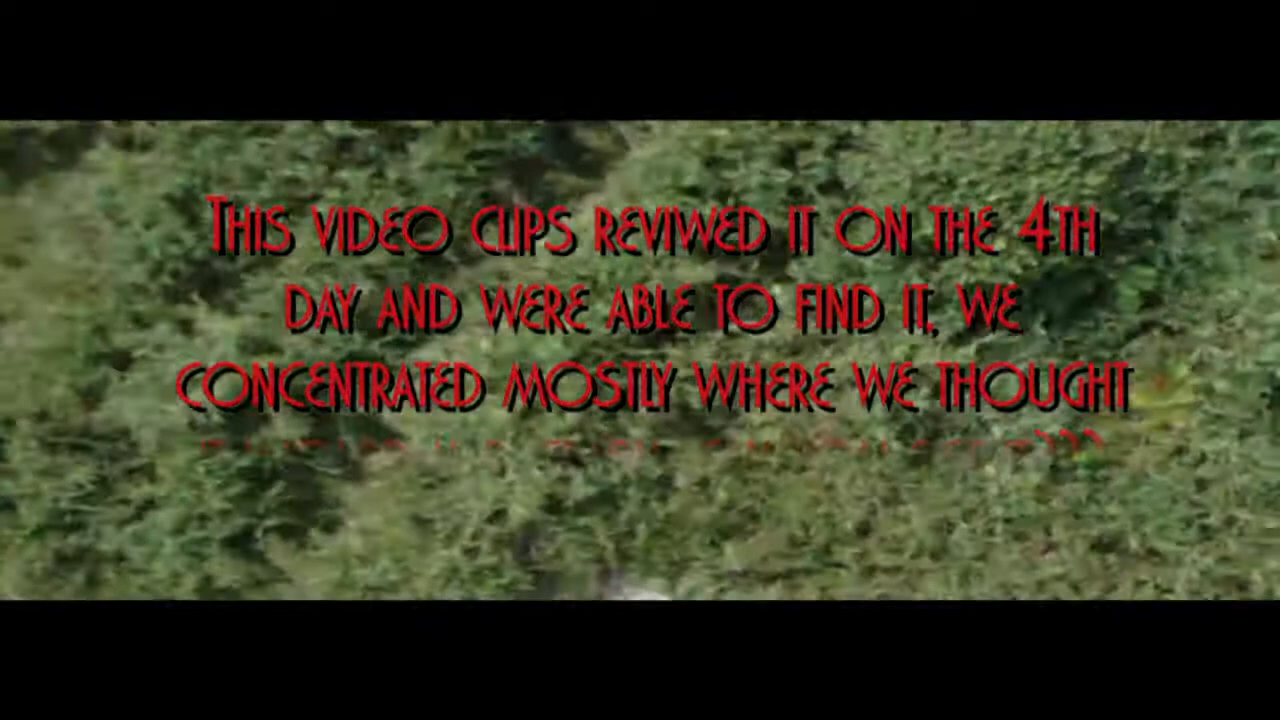 This video clips reviwed it on the 4th
day and were able to find it, we
concentrated mostly where we thought